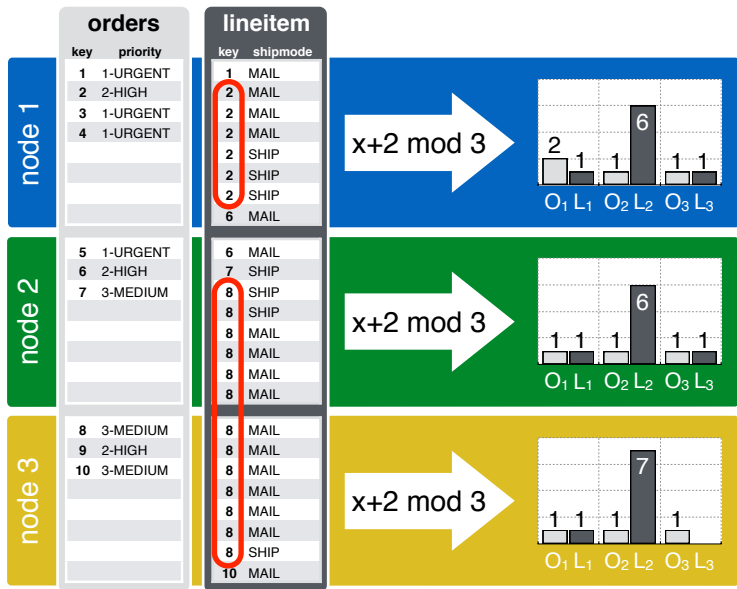 orders lineitem
key priority key shipmode
node 1
1 1-URGENT 1 MAIL
2 2-HIGH 2 MAIL
3 1-URGENT 2 MAIL
4 1-URGENT 2 MAIL
2 SHIP
2 SHIP
2 SHIP
6 MAIL
x+2 mod 3
2 1 1 6 1 1
O1 L1 O2 L2 O3 L3
node 2
5 1-URGENT 6 MAIL
6 2-HIGH 7 SHIP
7 3-MEDIUM 8 SHIP
8 SHIP
8 MAIL
8 MAIL
8 MAIL
8 MAIL
x+2 mod 3
1 1 1 6 1 1
O1 L1 O2 L2 O3 L3
node 3
8 3-MEDIUM 8 MAIL
9 2-HIGH 8 MAIL
10 3-MEDIUM 8 MAIL
8 MAIL
8 MAIL
8 MAIL
8 SHIP
10 MAIL
x+2 mod 3
1 1 1 7 1
O1 L1 O2 L2 O3 L3